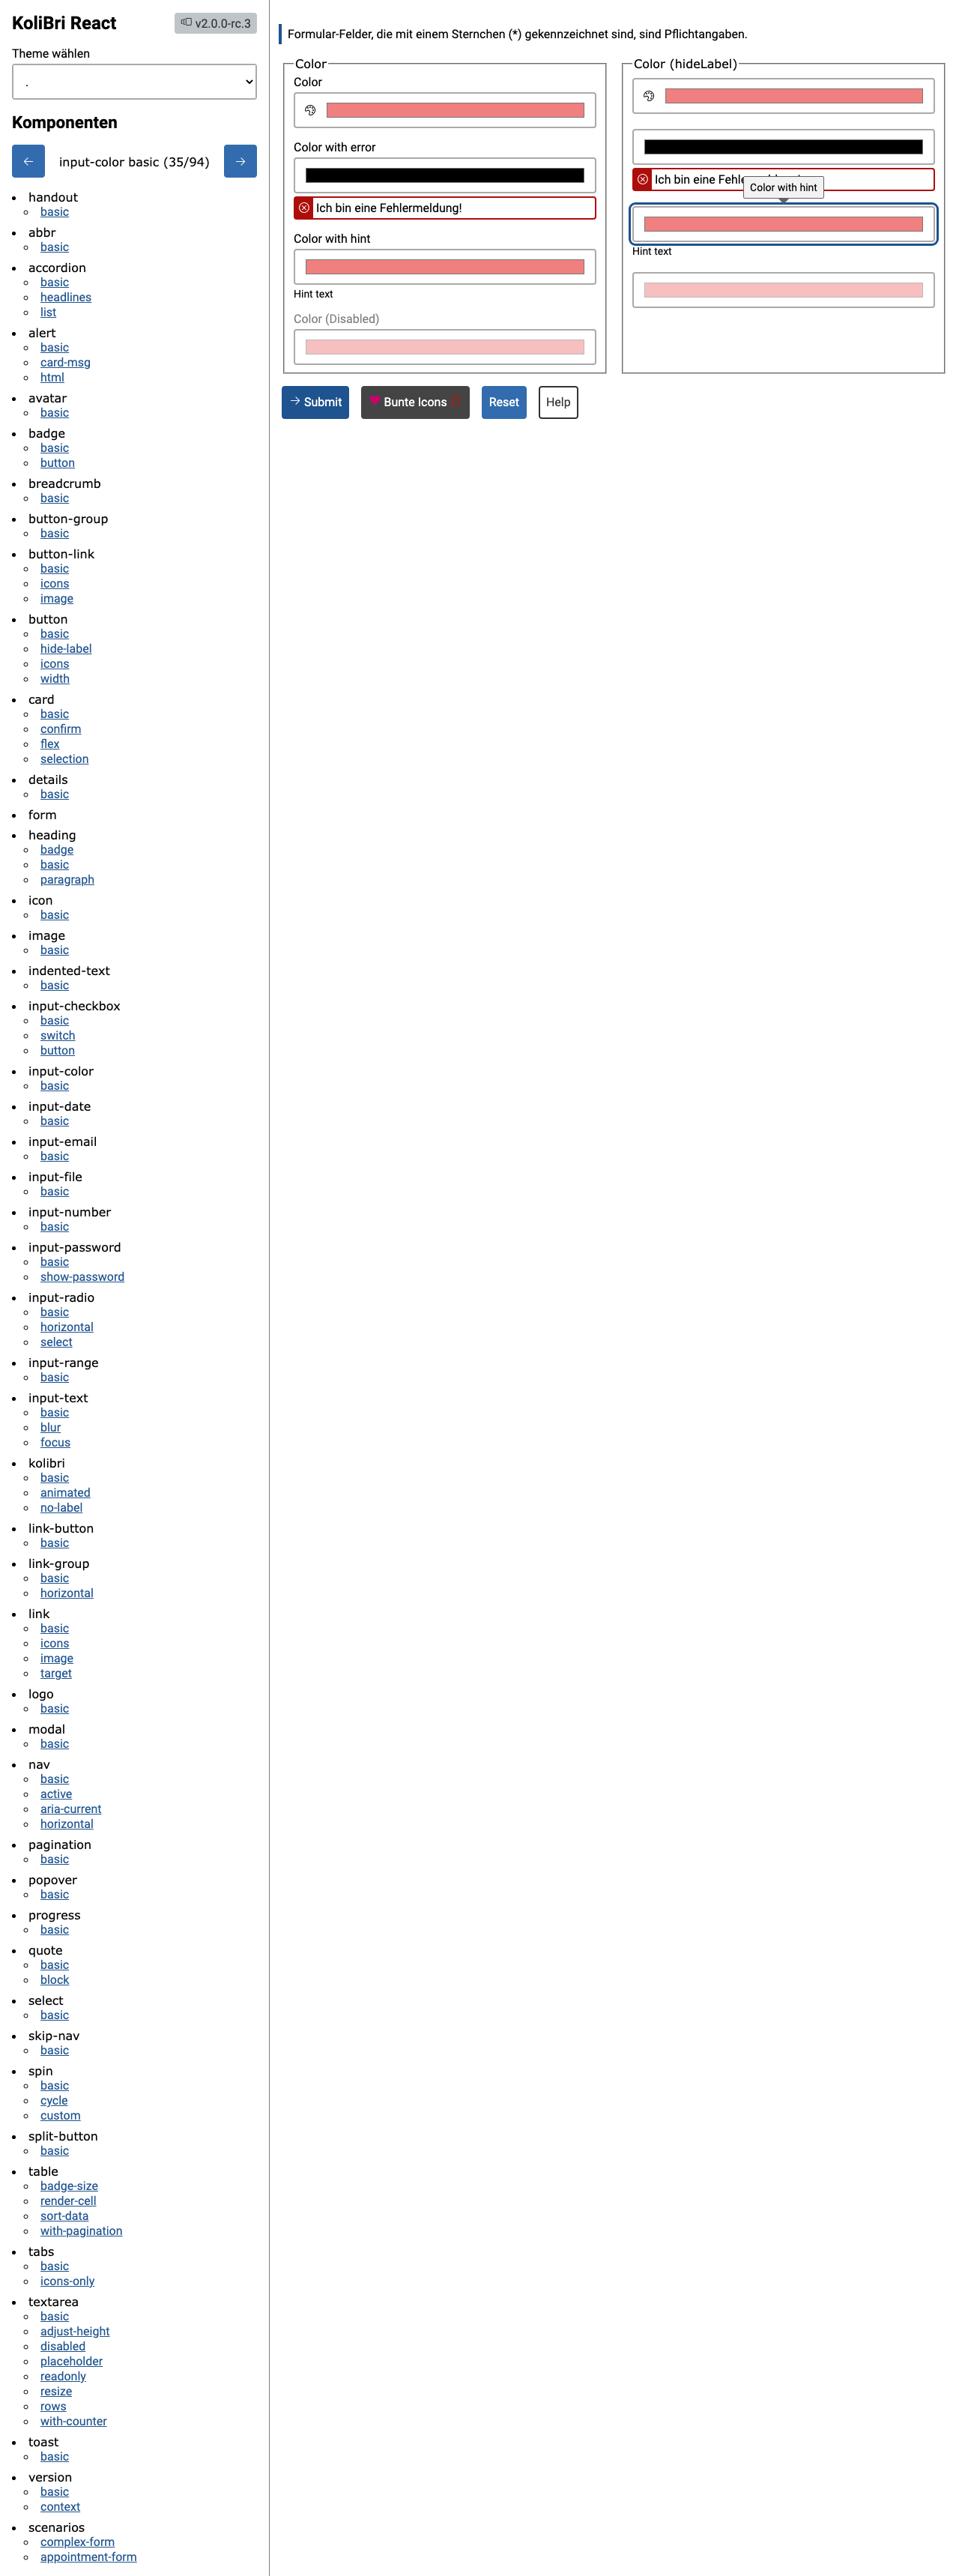 KoliBri React
v2.0.0-rc.3
Theme wählen
.
Komponenten
input-color basic (35/94)
handout
basic
abbr
basic
accordion
basic
headlines
list
alert
basic
card-msg
html
avatar
basic
badge
basic
button
breadcrumb
basic
button-group
basic
button-link
basic
icons
image
button
basic
hide-label
icons
width
card
basic
confirm
flex
selection
details
basic
form
heading
badge
basic
paragraph
icon
basic
image
basic
indented-text
basic
input-checkbox
basic
switch
button
input-color
basic
input-date
basic
input-email
basic
input-file
basic
input-number
basic
input-password
basic
show-password
input-radio
basic
horizontal
select
input-range
basic
input-text
basic
blur
focus
kolibri
basic
animated
no-label
link-button
basic
link-group
basic
horizontal
link
basic
icons
image
target
logo
basic
modal
basic
nav
basic
active
aria-current
horizontal
pagination
basic
popover
basic
progress
basic
quote
basic
block
select
basic
skip-nav
basic
spin
basic
cycle
custom
split-button
basic
table
badge-size
render-cell
sort-data
with-pagination
tabs
basic
icons-only
textarea
basic
adjust-height
disabled
placeholder
readonly
resize
rows
with-counter
toast
basic
version
basic
context
scenarios
complex-form
appointment-form
Formular-Felder, die mit einem Sternchen (*) gekennzeichnet sind, sind Pflichtangaben.
Color
Color
Color with error
Ich bin eine Fehlermeldung!
Color with hint
Hint text
Color (Disabled)
Color (hideLabel)
Ich bin eine
Color with hint
Hint text
Submit
Bunte Icons
Reset
Help